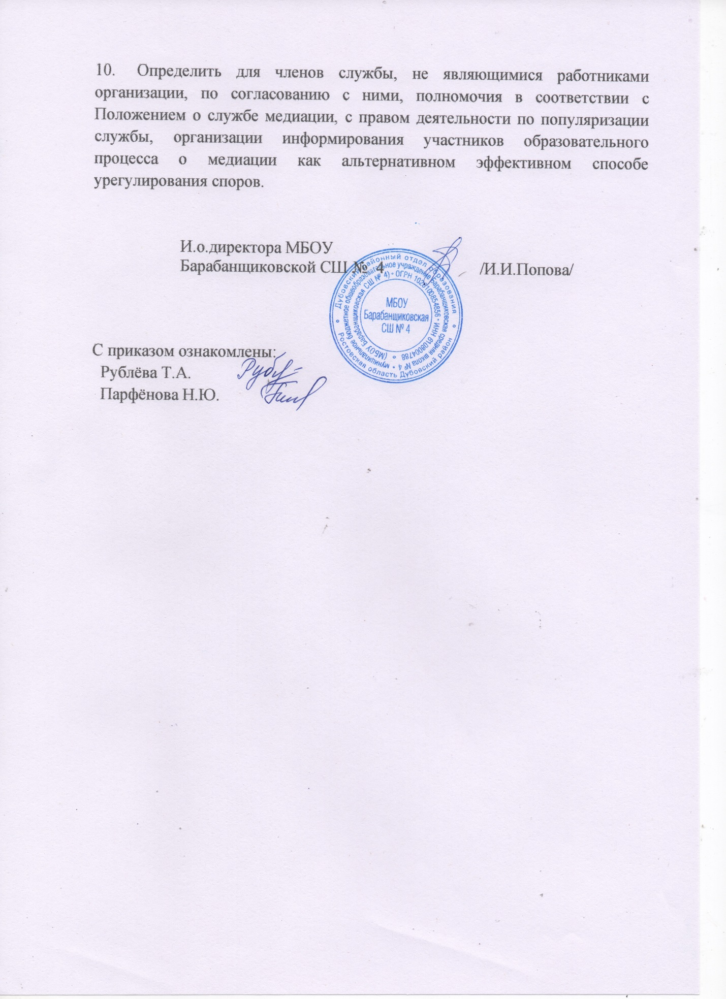 10. Определить для членов службы, не являющимися работниками
организации, по согласованию с ними, полномочия в соответствии с
Положением о службе медиации, с правом деятельности по популяризации
службы, организации информирования участников образовательного
процесса о медиации как альтернативном эффективном способе
урегулирования споров.
И.о.директора МБОУ
Барабанщиковской СШ № 4 /И.И.Попова/
Дубовский районный отдел образования
Ростовская область Дубовский район
муниципальное бюджетное общеобразовательное учреждение Барабанщиковская средняя школа № 4
(МБОУ Барабанщиковская СШ № 4) • ОГРН 1026100854856 • ИНН 6108004788
МБОУ
Барабанщиковская
СШ № 4
С приказом ознакомлены:
Рублёва Т.А.
Парфёнова Н.Ю.